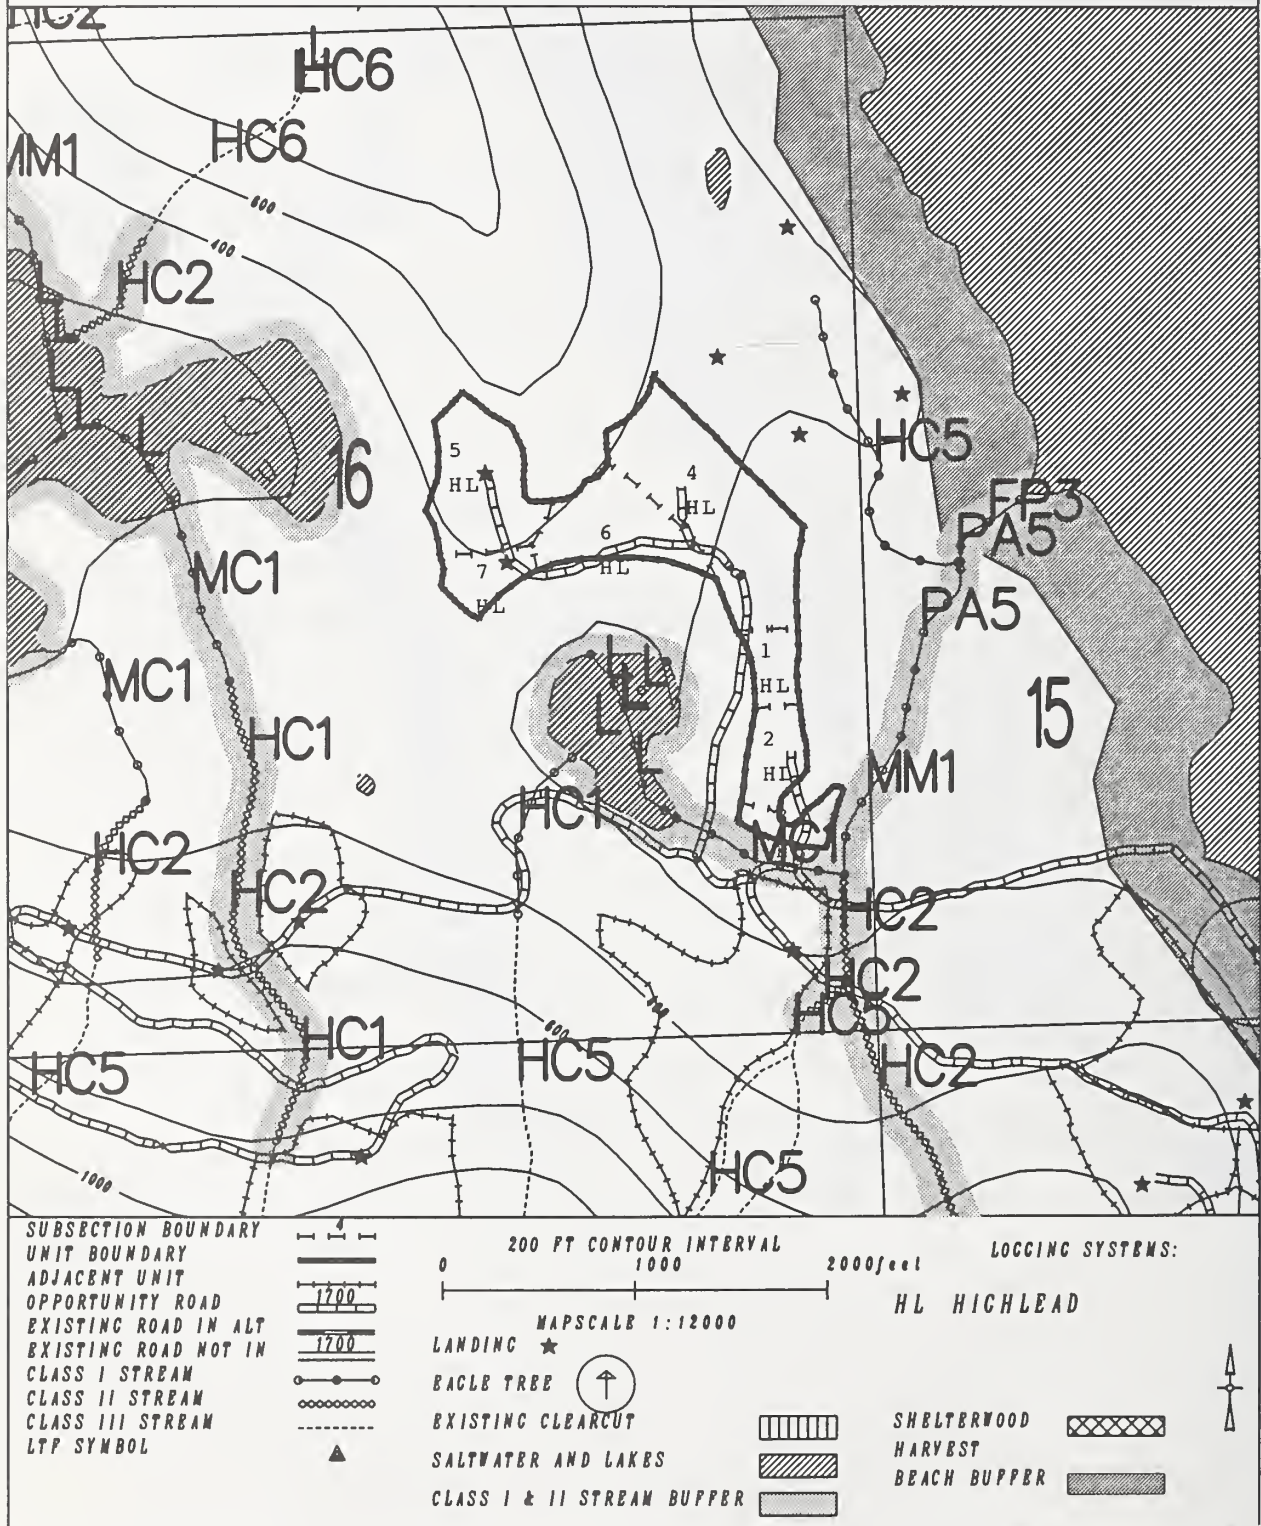 HC2
HC6
HC6
MM1
600
400
HC2
L
L
L
L
16
5
HL
4
HL
HC5
FP3
PA5
6
HL
7
HL
MC1
PA5
MC1
L
L
L
L
L
1
HL
15
HC1
2
HL
MM1
HC1
MC1
HC2
HC2
HC2
HC2
HC5
600
HC1
HC5
HC5
HC2
1000
HC5
SUBSECTION BOUNDARY 4
UNIT BOUNDARY
ADJACENT UNIT
OPPORTUNITY ROAD 1700
EXISTING ROAD IN ALT
EXISTING ROAD NOT IN 1700
CLASS I STREAM
CLASS II STREAM
CLASS III STREAM
LTF SYMBOL
200 FT CONTOUR INTERVAL
0 1000 2000feet
MAPSCALE 1:12000
LANDING
EAGLE TREE
EXISTING CLEARCUT
SALTWATER AND LAKES
CLASS I & II STREAM BUFFER
LOGGING SYSTEMS:
HL HIGHLEAD
SHELTERWOOD
HARVEST
BEACH BUFFER